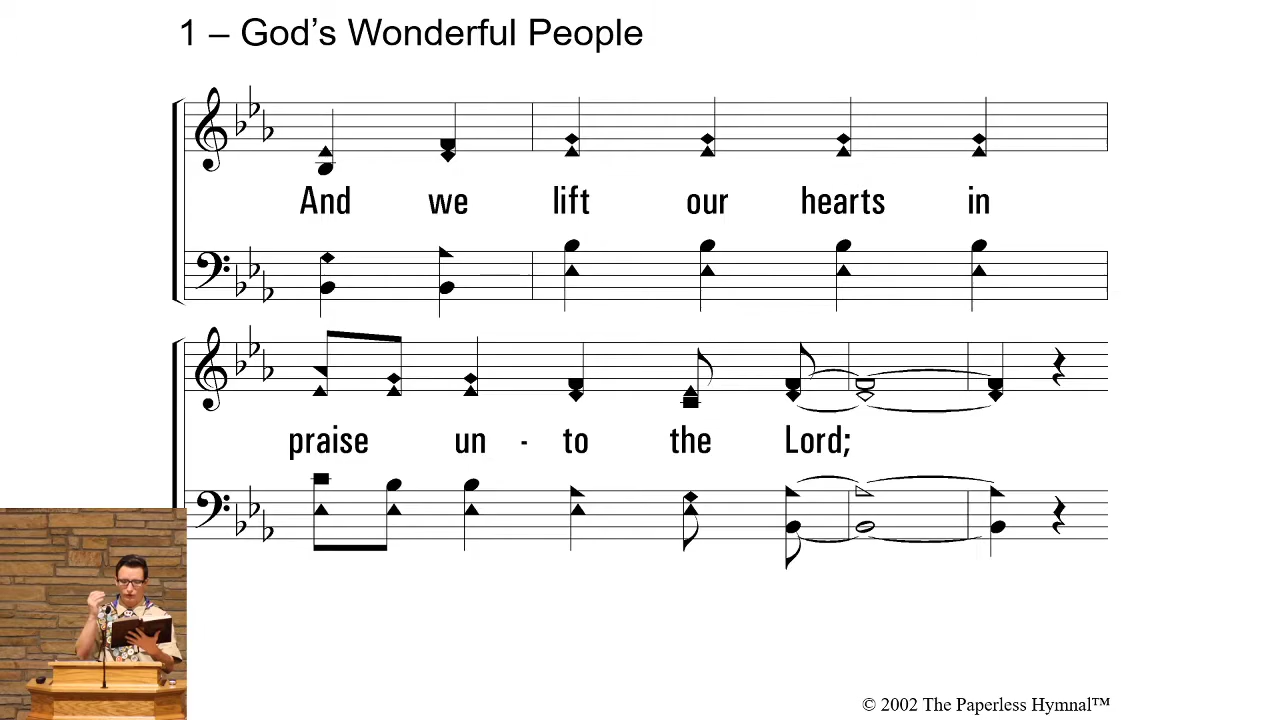 1 – God’s Wonderful People
And we lift our hearts in
praise un - to the Lord;
© 2002 The Paperless Hymnal™